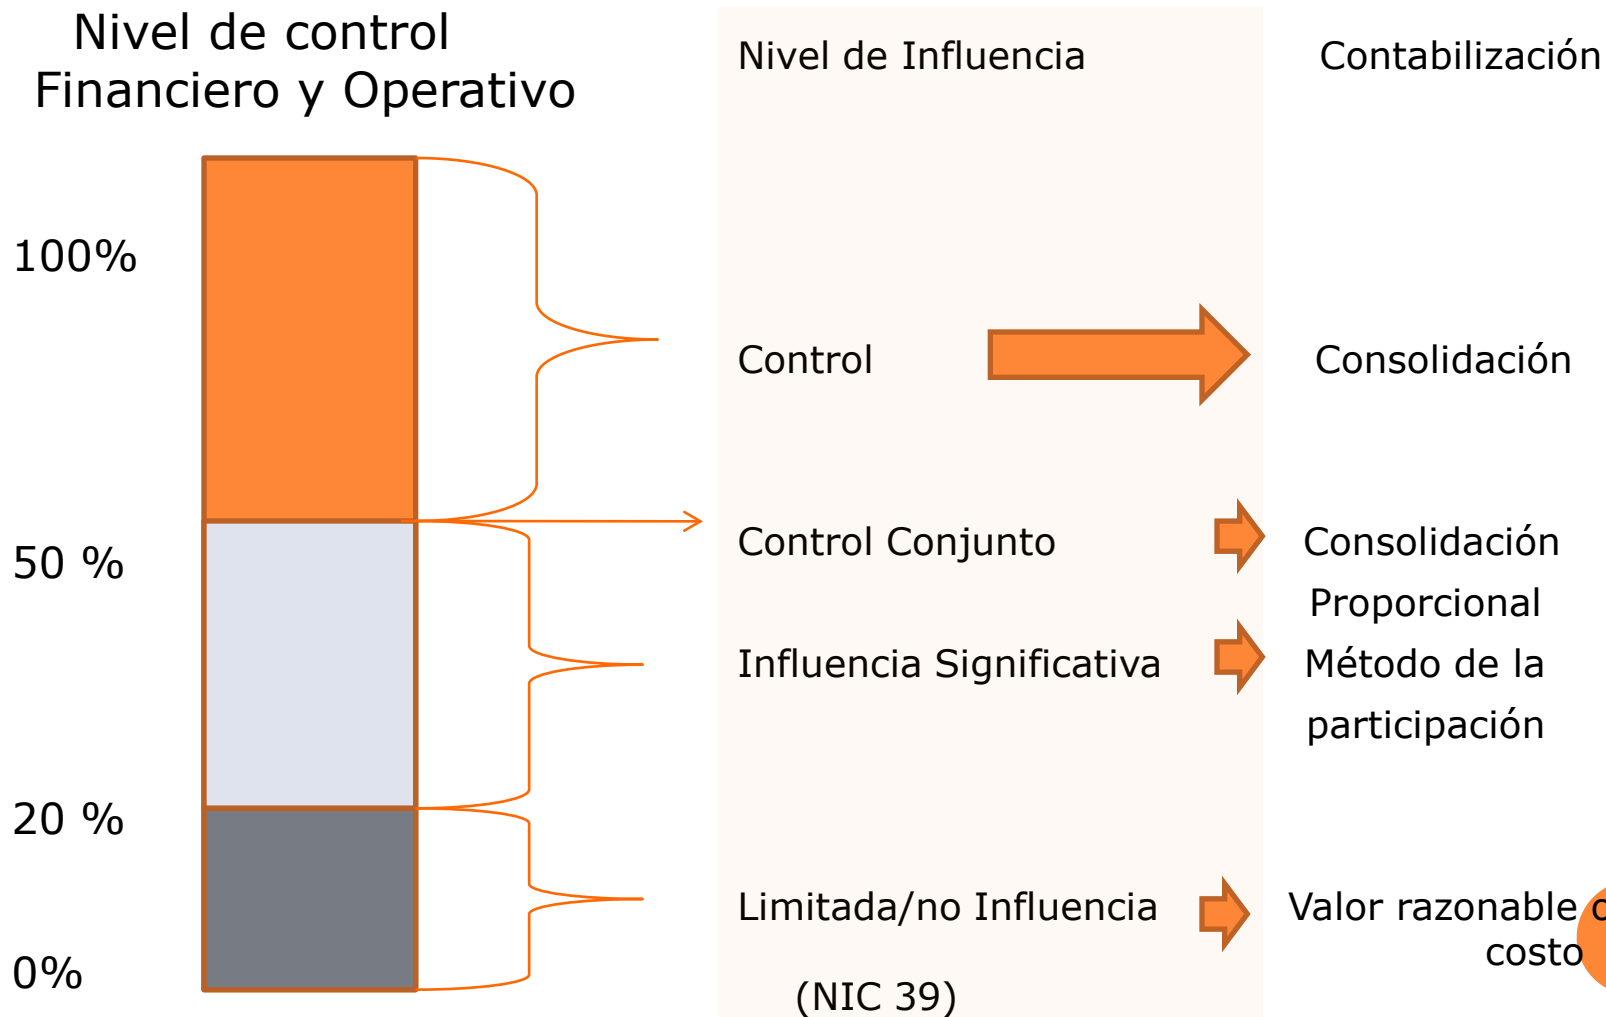 Nivel de control
Financiero y Operativo
Nivel de Influencia
Contabilización
100%
Control
Consolidación
50 %
Control Conjunto
Consolidación
Proporcional
Influencia Significativa
Método de la
participación
20 %
Limitada/no Influencia
Valor razonable o
costo
0%
(NIC 39)